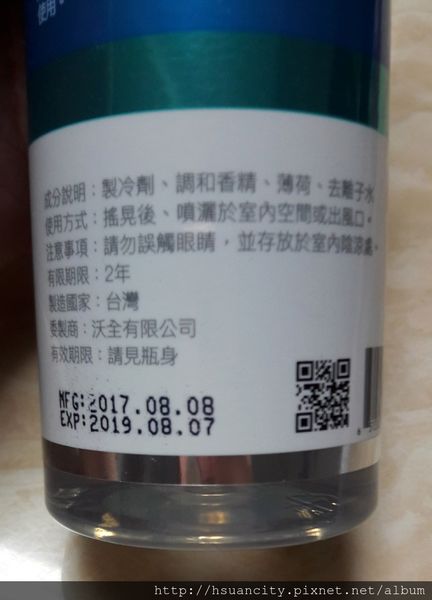 使用
成分說明：製冷劑、調和香精、薄荷、去離子水
使用方式：搖晃後、噴灑於室內空間或出風口。
注意事項：請勿誤觸眼睛，並存放於室內陰涼處、
有限期限：2年
製造國家：台灣
委製商：沃全有限公司
有效期限：請見瓶身
MFG:2017.08.08
EXP:2019.08.07
http://hsuancity.pixnet.net/album